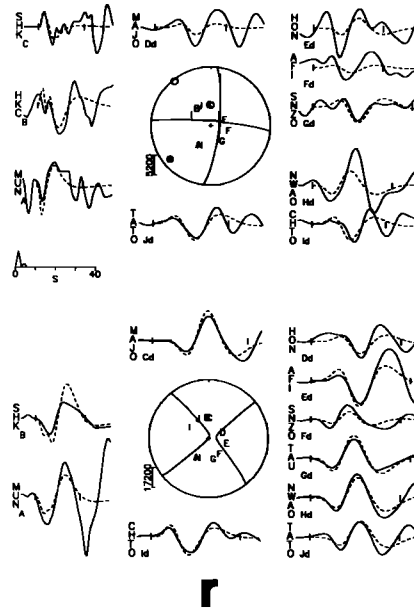 SHK C
MAJO Dd
HON Ed
AFI Fd
HKC B
SNZO Gd
E
F
G
5200
MUN A
NWAO Hd
TATO Jd
CHTO Id
0 40
S
MAJO Cd
HON Dd
AFI Ed
SHK B
SNZO Fd
I
D
E
F
G
17200
TAU Gd
MUN A
NWAO Hd
CHTO Id
TATO Jd
r